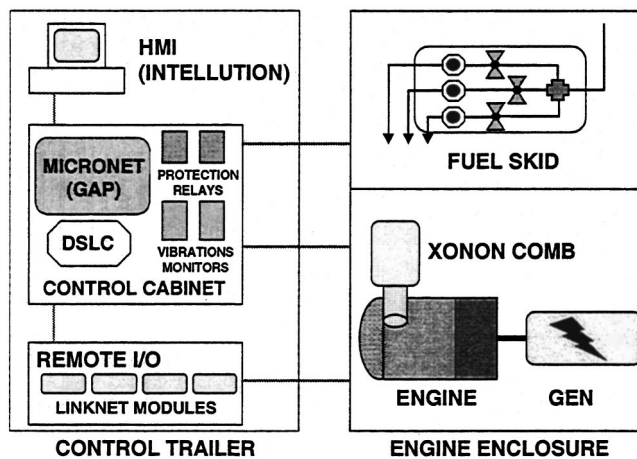 HMI
(INTELLUTION)
MICRONET
(GAP)
PROTECTION
RELAYS
DSLC
VIBRATIONS
MONITORS
CONTROL CABINET
REMOTE I/O
LINKNET MODULES
CONTROL TRAILER
FUEL SKID
XONON COMB
ENGINE
GEN
ENGINE ENCLOSURE